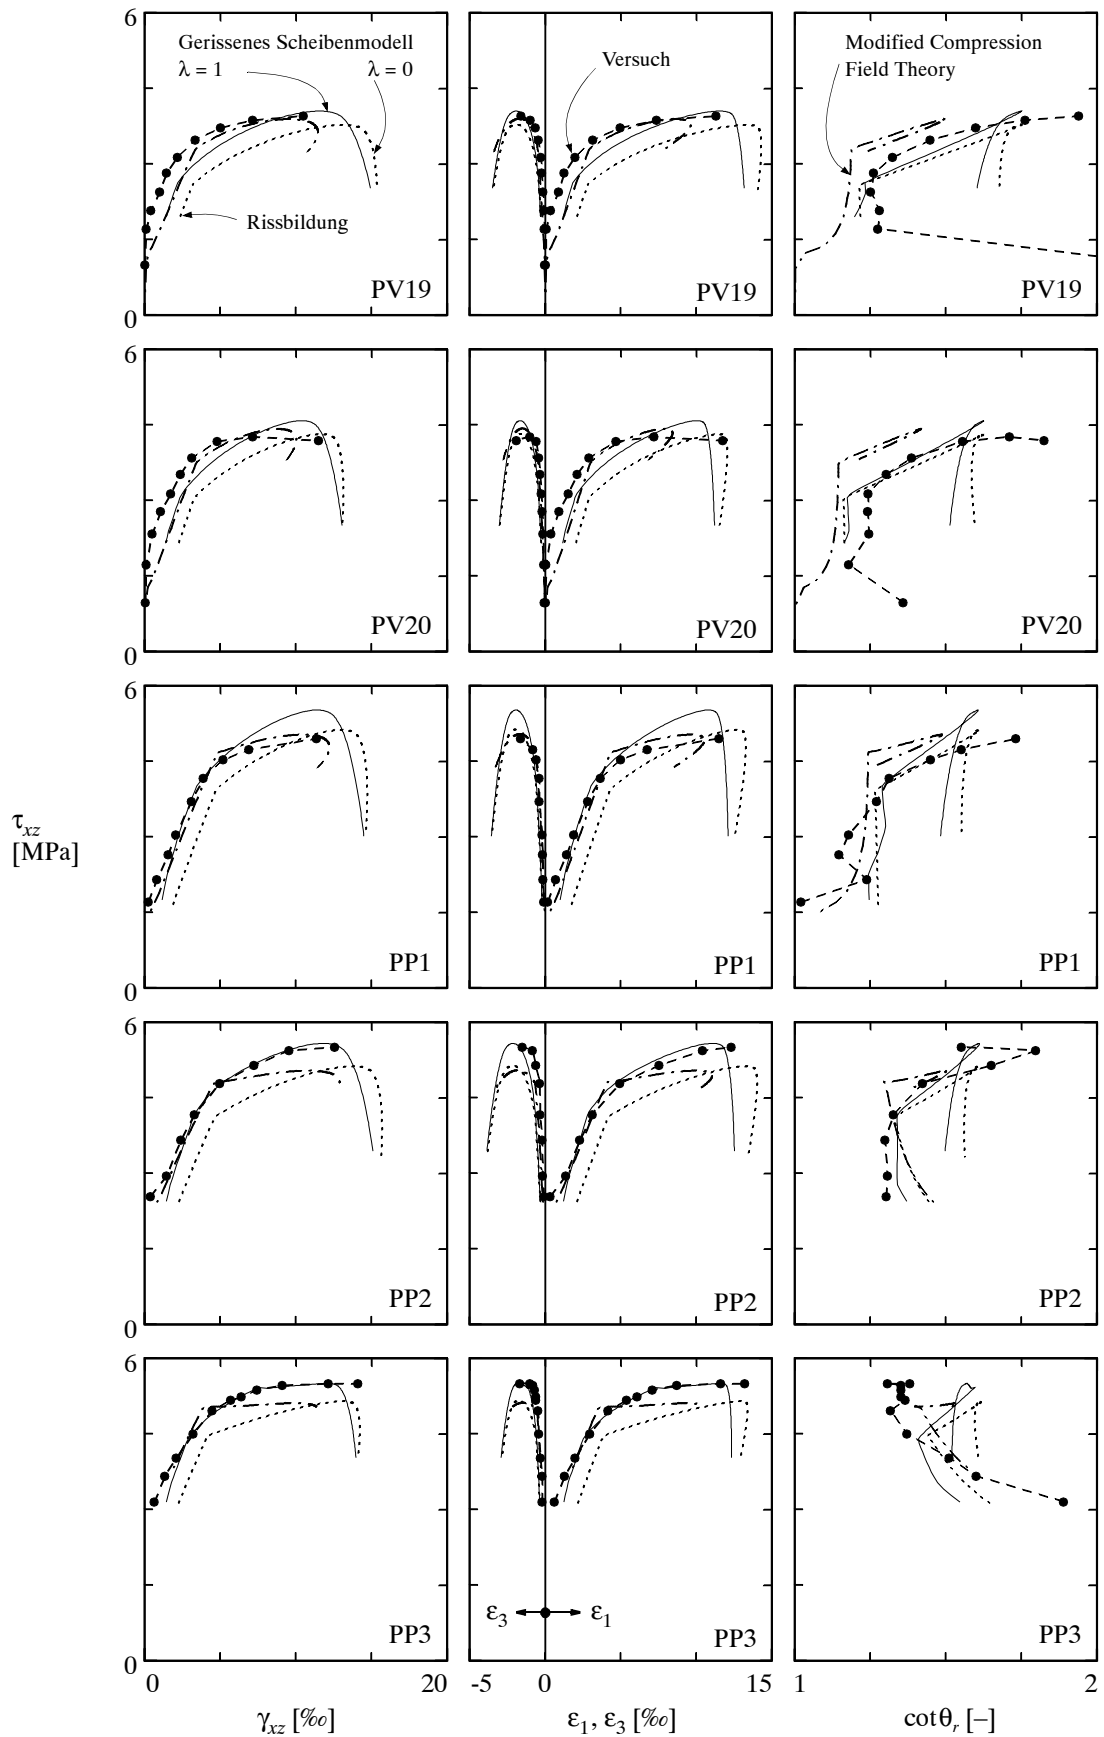 6
Gerissenes Scheibenmodell
λ = 1 λ = 0
Rissbildung
PV19
Versuch
PV19
Modified Compression
Field Theory
PV19
0
6
PV20
PV20
PV20
0
6
τxz
[MPa]
PP1
PP1
PP1
0
6
PP2
PP2
PP2
0
6
ε3 ε1
PP3
PP3
PP3
0
0 20
-5 0 15
1 2
γxz [‰]
ε1, ε3 [‰]
cotθr [–]